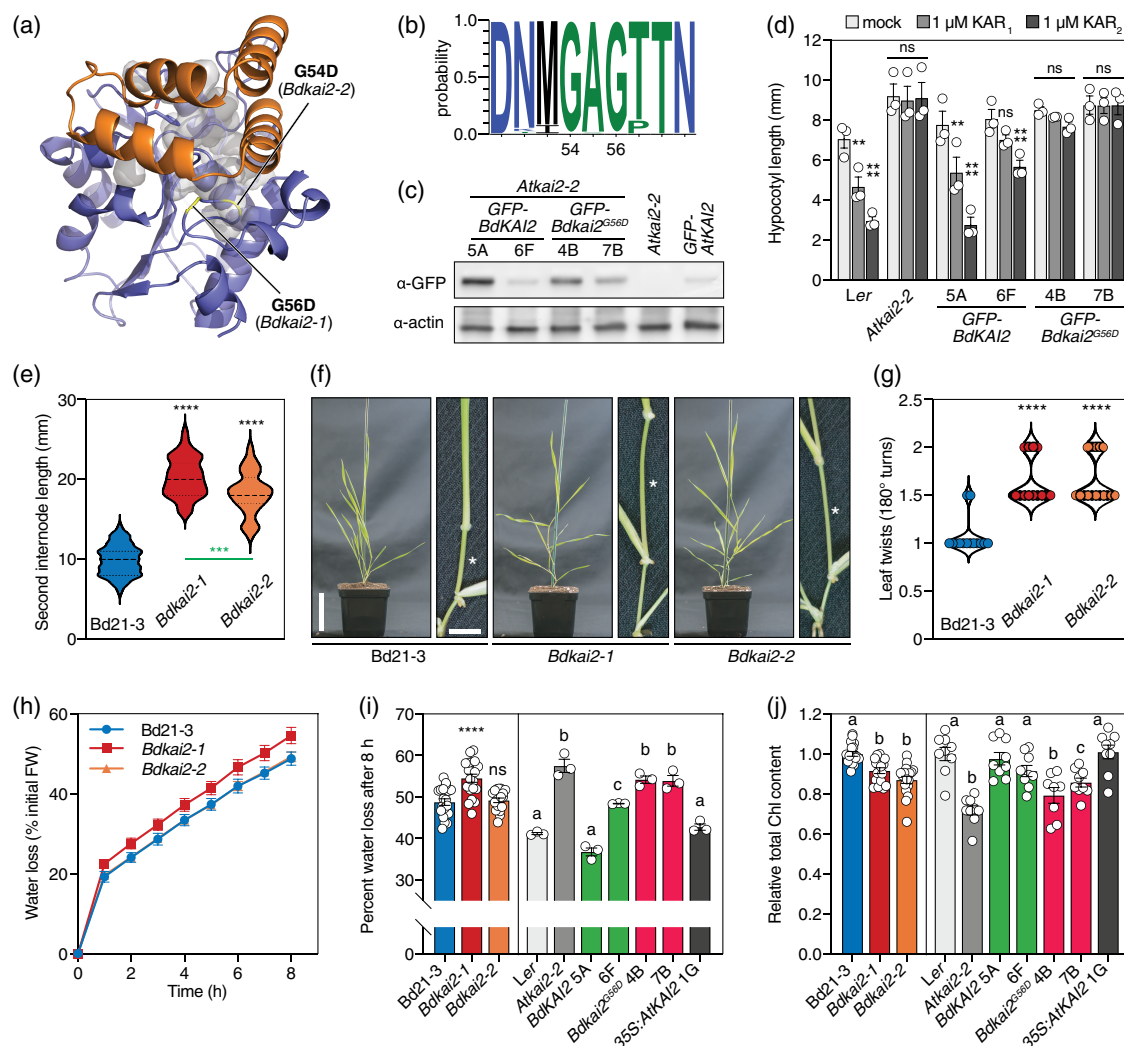 (a)
G54D
(Bdkai2-2)
G56D
(Bdkai2-1)
(b)
probability
1.0
0.5
0.0
DNMGAGTTN
P
54
56
(c)
Atkai2-2
GFP-
BdKAI2
GFP-
Bdkai2G56D
Atkai2-2
GFP-
AtKAI2
5A
6F
4B
7B
α-GFP
α-actin
(d)
mock
1 µM KAR1
1 µM KAR2
Hypocotyl length (mm)
12
10
8
6
4
2
0
**
**
**
ns
**
**
**
ns
**
**
ns
ns
Ler
Atkai2-2
5A
6F
4B
7B
GFP-
BdKAI2
GFP-
Bdkai2G56D
(e)
Second internode length (mm)
30
20
10
0
****
****
***
Bd21-3
Bdkai2-1
Bdkai2-2
(f)
*
*
*
Bd21-3
Bdkai2-1
Bdkai2-2
(g)
Leaf twists (180° turns)
2.5
2.0
1.5
1.0
0.5
0
****
****
Bd21-3
Bdkai2-1
Bdkai2-2
(h)
Water loss (% initial FW)
60
40
20
0
Bd21-3
Bdkai2-1
Bdkai2-2
0
2
4
6
8
Time (h)
(i)
Percent water loss after 8 h
70
60
50
40
30
0
****
ns
a
b
a
c
b
b
a
Bd21-3
Bdkai2-1
Bdkai2-2
Ler
Atkai2-2
BdKAI2 5A
6F
Bdkai2G56D 4B
7B
35S:AtKAI2 1G
(j)
Relative total Chl content
1.2
1.0
0.8
0.6
0.4
0.2
0.0
a
b
b
a
b
a
a
b
c
a
Bd21-3
Bdkai2-1
Bdkai2-2
Ler
Atkai2-2
BdKAI2 5A
6F
Bdkai2G56D 4B
7B
35S:AtKAI2 1G